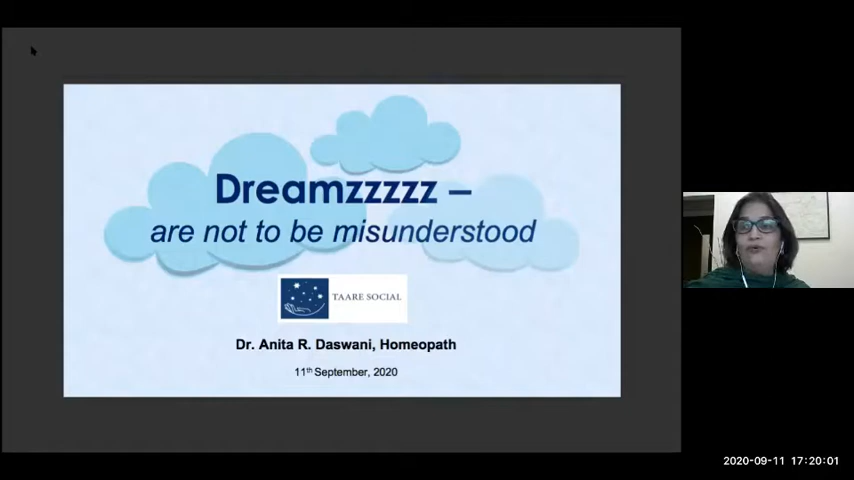 Dreamzzzzz –
are not to be misunderstood
TAARE SOCIAL
Dr. Anita R. Daswani, Homeopath
11th September, 2020
2020-09-11 17:20:01